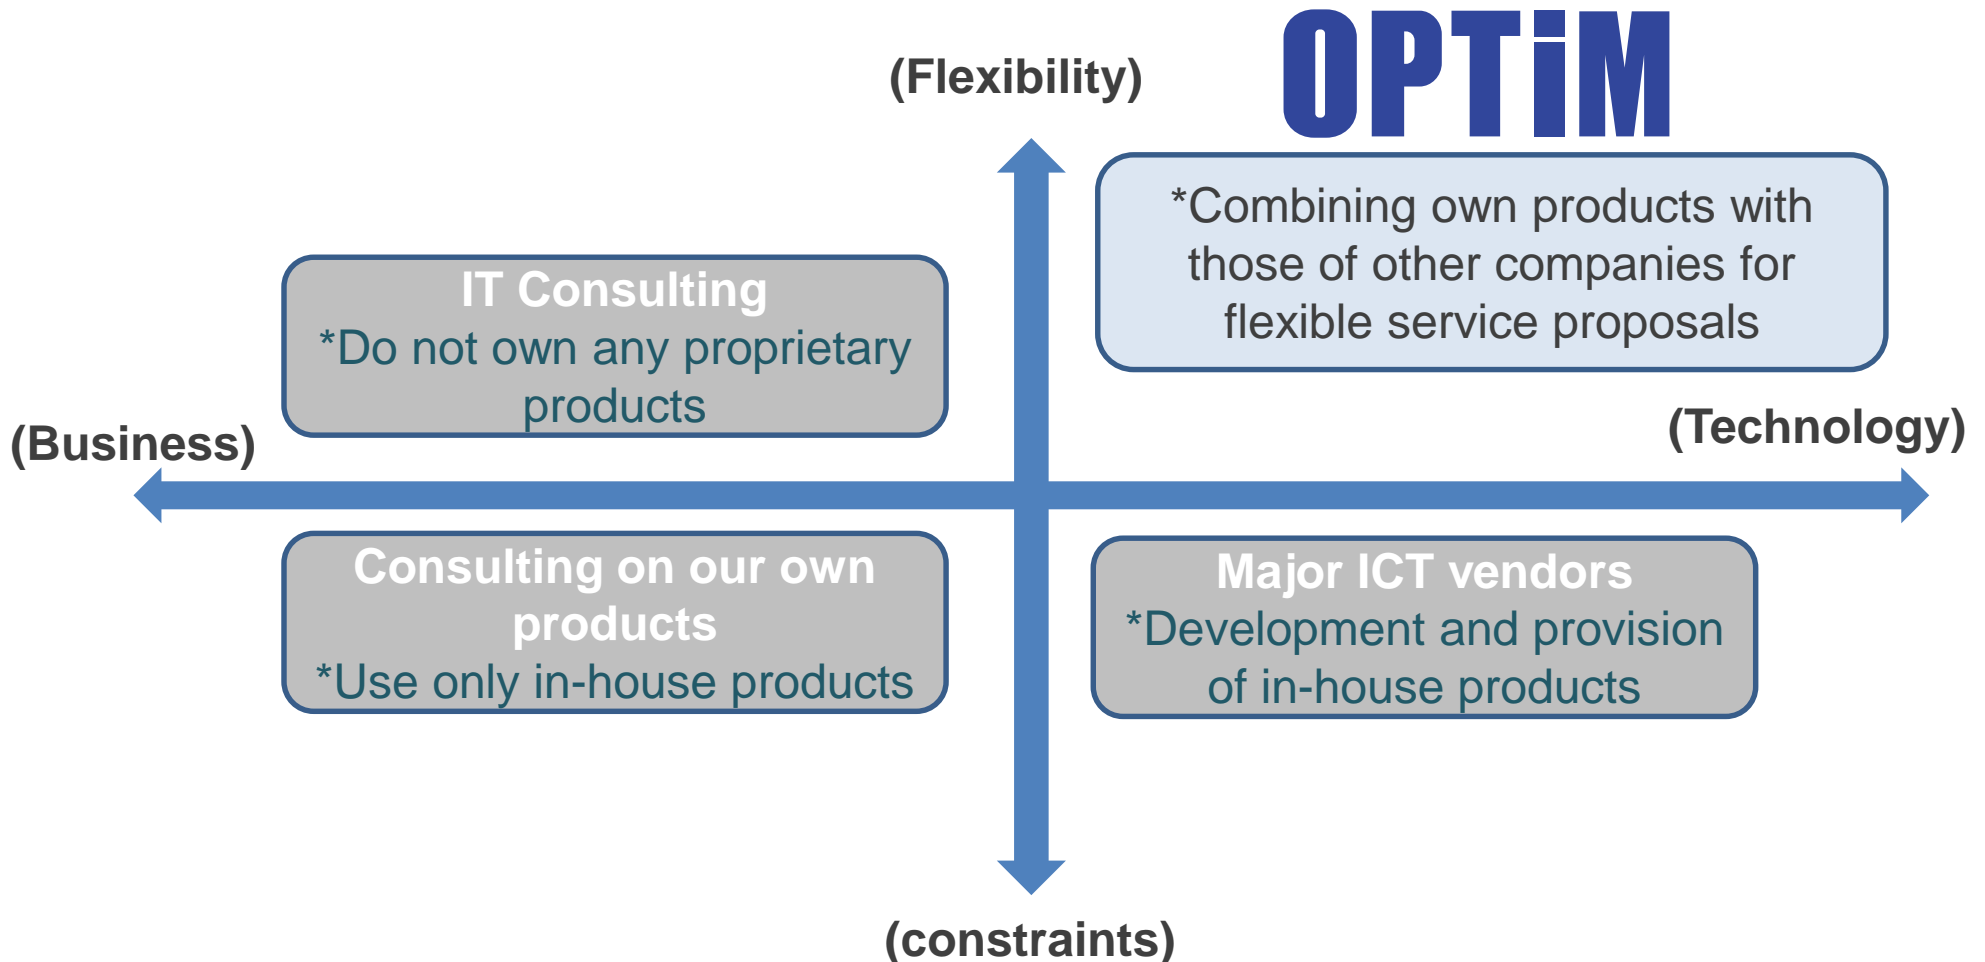 OPTiM
(Flexibility)
*Combining own products with
those of other companies for
flexible service proposals
IT Consulting
*Do not own any proprietary
products
(Business)
(Technology)
Consulting on our own
products
*Use only in-house products
Major ICT vendors
*Development and provision
of in-house products
(constraints)